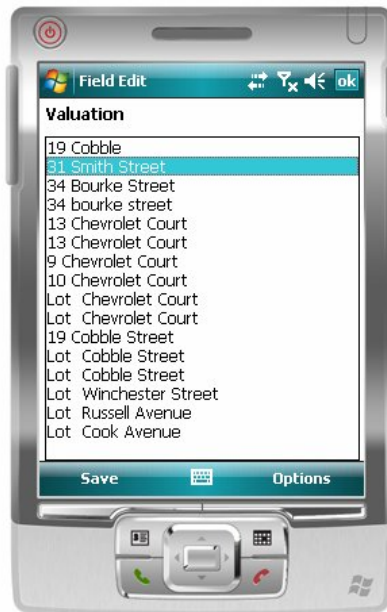 Field Edit ok
Valuation
19 Cobble
31 Smith Street
34 Bourke Street
34 bourke street
13 Chevrolet Court
13 Chevrolet Court
9 Chevrolet Court
10 Chevrolet Court
Lot  Chevrolet Court
Lot  Chevrolet Court
19 Cobble Street
Lot  Cobble Street
Lot  Cobble Street
Lot  Winchester Street
Lot  Russell Avenue
Lot  Cook Avenue
Save Options